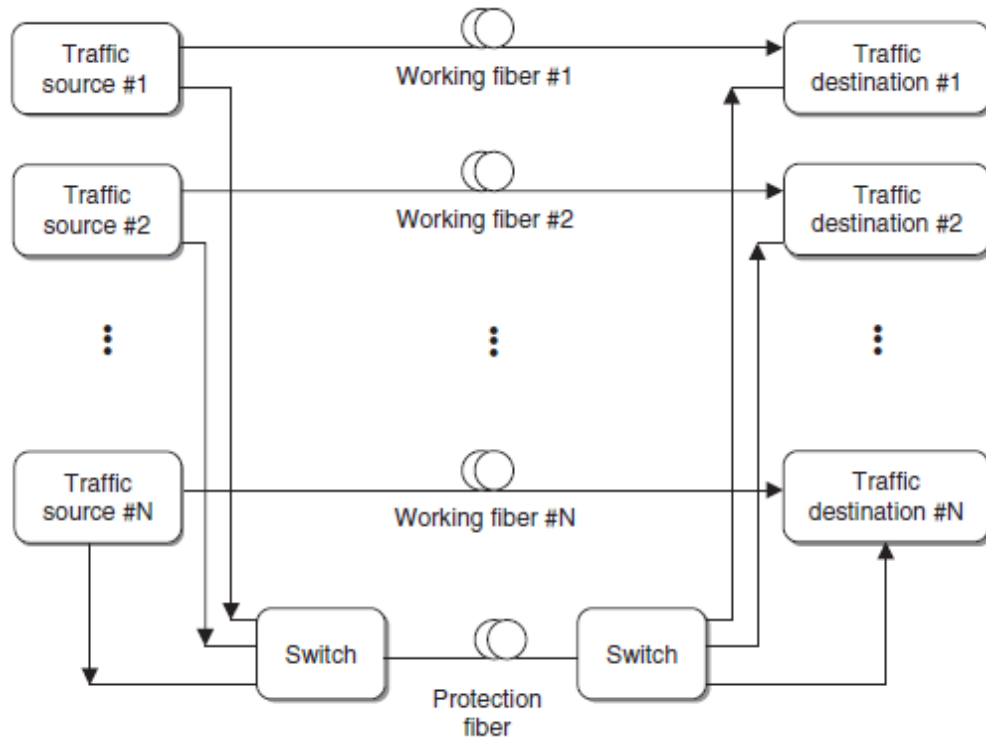 Traffic
source #1
Working fiber #1
Traffic
destination #1
Traffic
source #2
Working fiber #2
Traffic
destination #2
Traffic
source #N
Working fiber #N
Traffic
destination #N
Switch
Protection
fiber
Switch